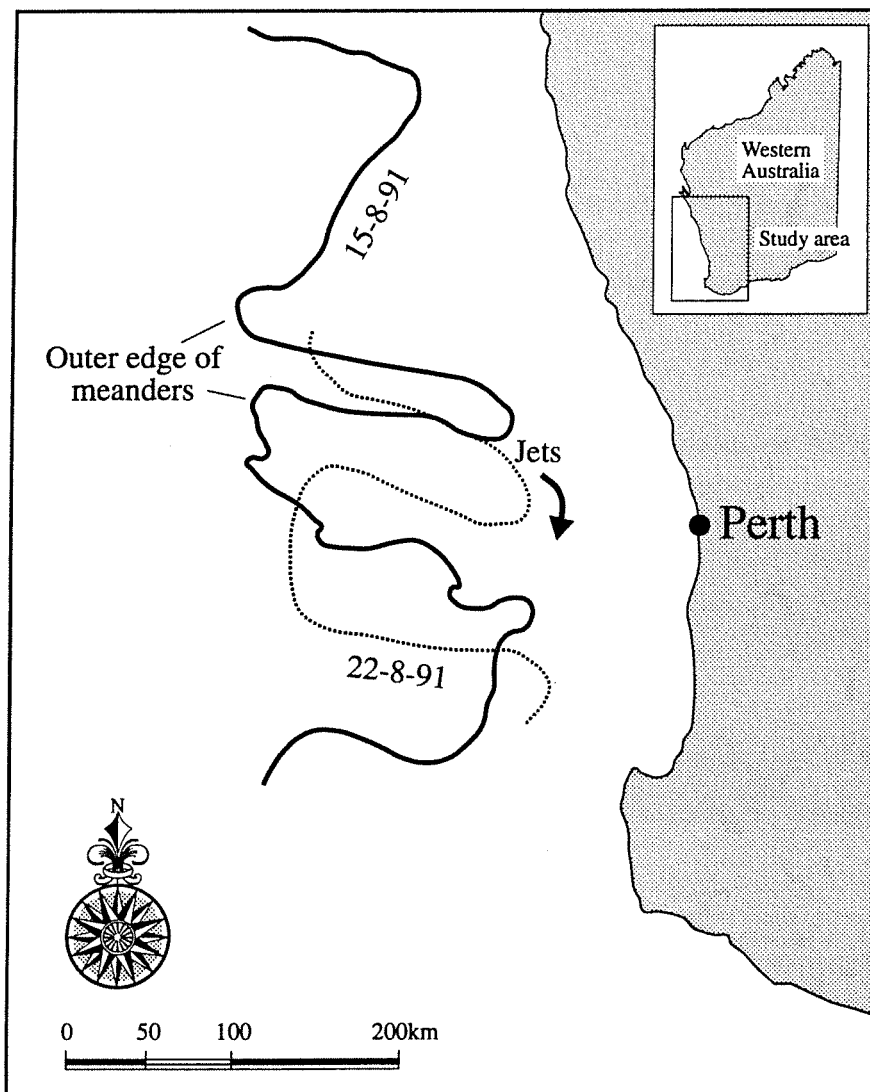 Western
Australia
Study area
15-8-91
Outer edge of
meanders
Jets
Perth
22-8-91
N
0 50 100 200km